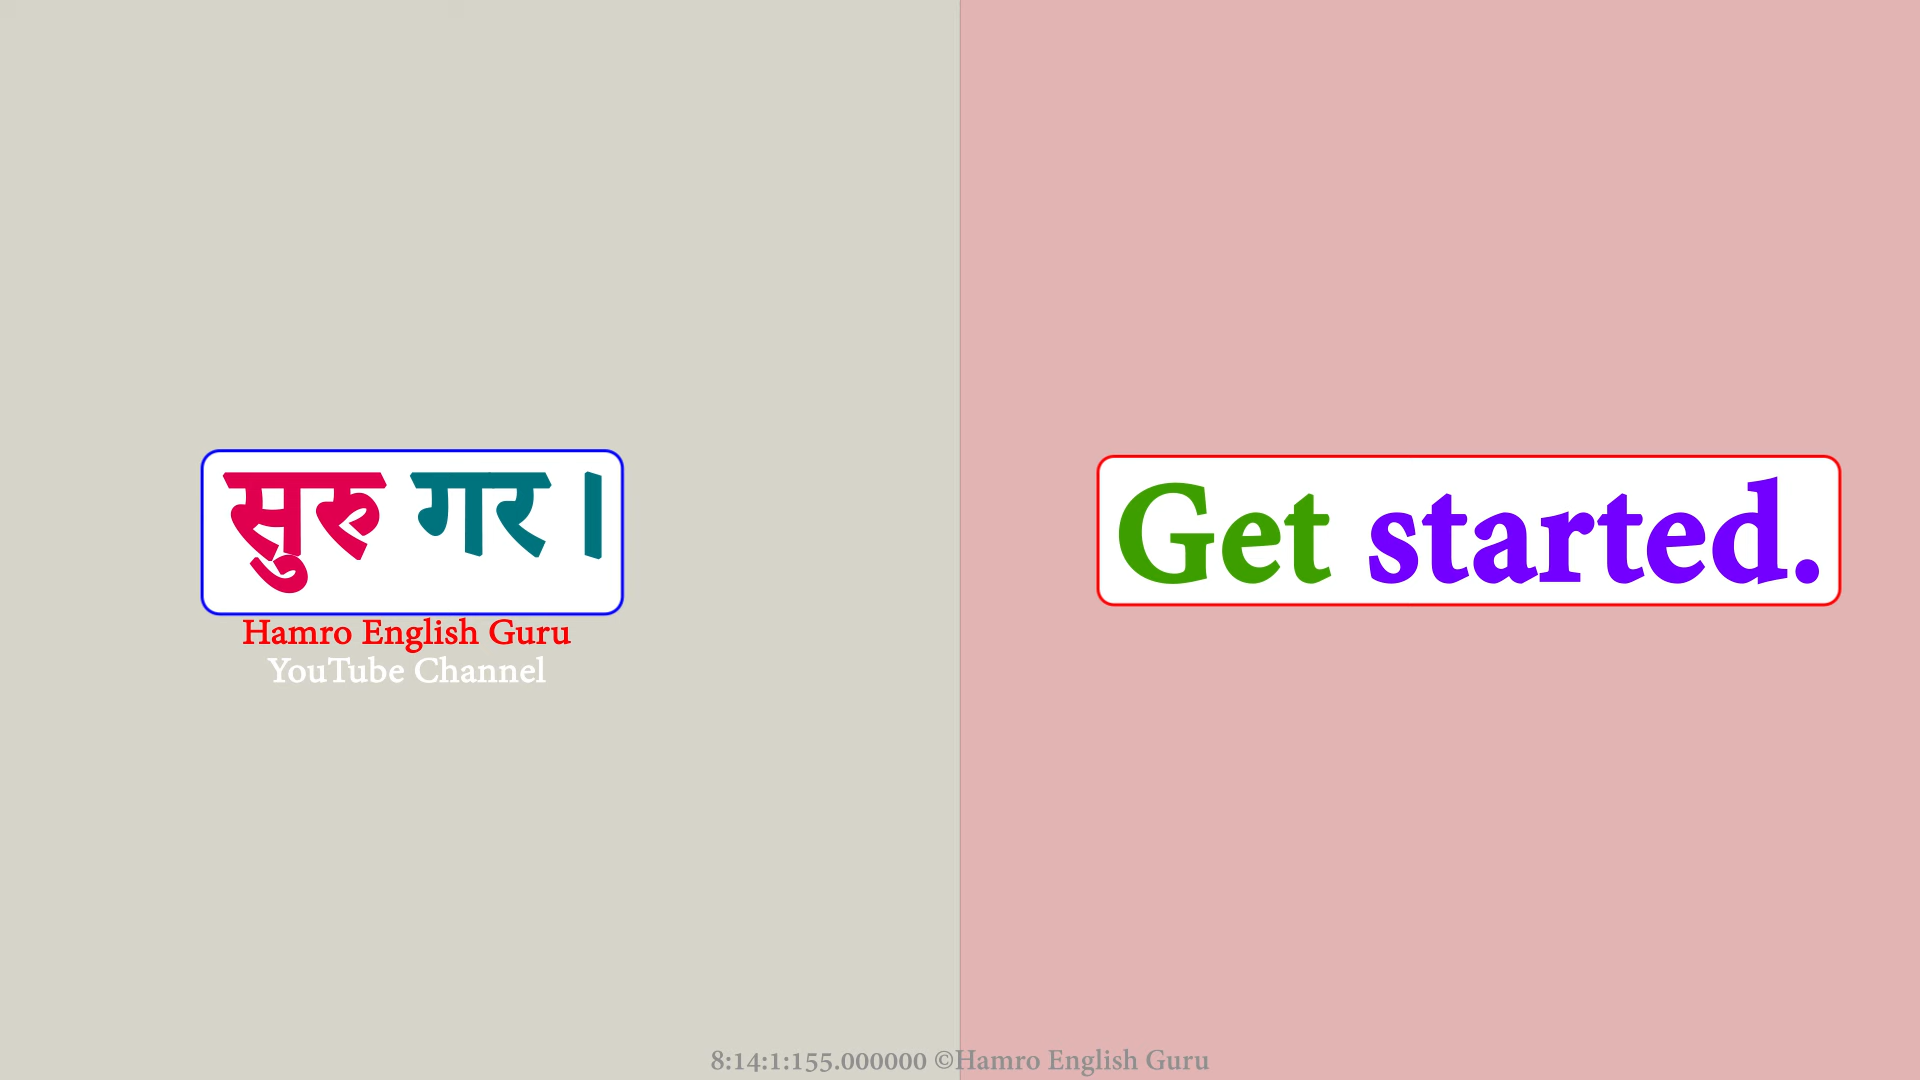 सुरु गर ।
Hamro English Guru
YouTube Channel
Get started.
8:14:1:155.000000 ©Hamro English Guru